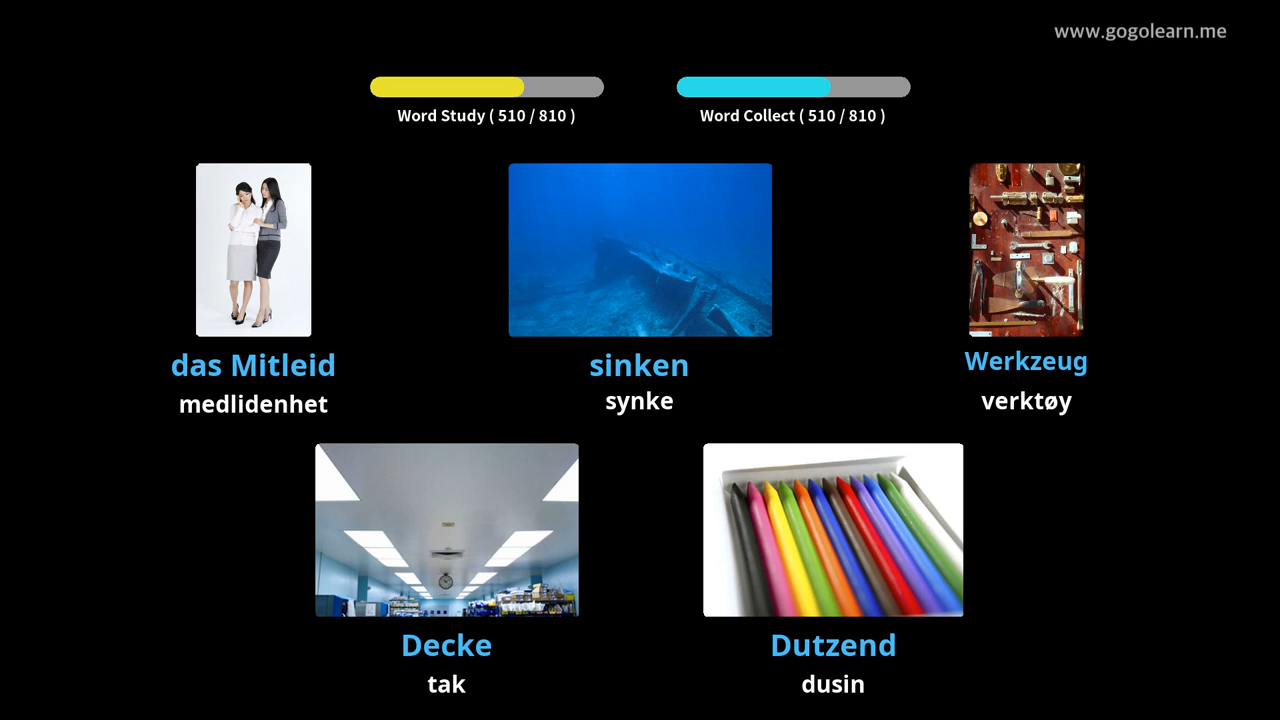 www.gogolearn.me
Word Study ( 510 / 810 )
Word Collect ( 510 / 810 )
das Mitleid
medlidenhet
sinken
synke
Werkzeug
verktøy
Decke
tak
Dutzend
dusin